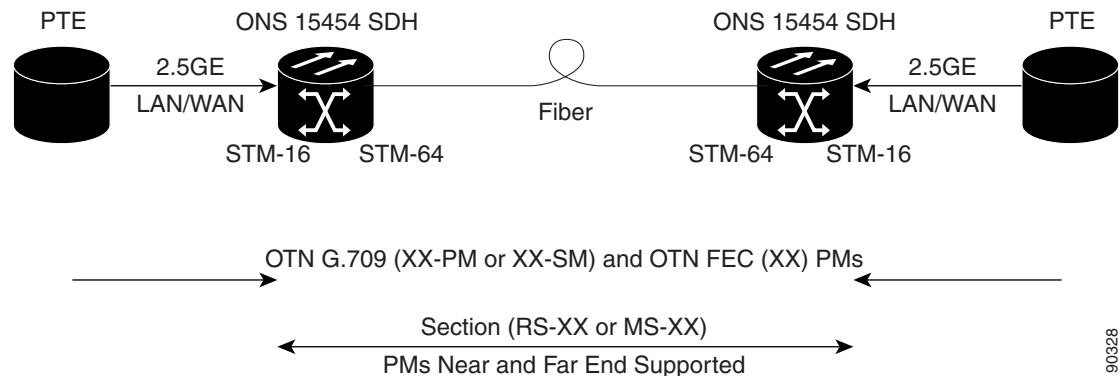 PTE
ONS 15454 SDH
ONS 15454 SDH
PTE
2.5GE
LAN/WAN
2.5GE
LAN/WAN
Fiber
STM-16
STM-64
STM-64
STM-16
OTN G.709 (XX-PM or XX-SM) and OTN FEC (XX) PMs
Section (RS-XX or MS-XX)
PMs Near and Far End Supported
90328